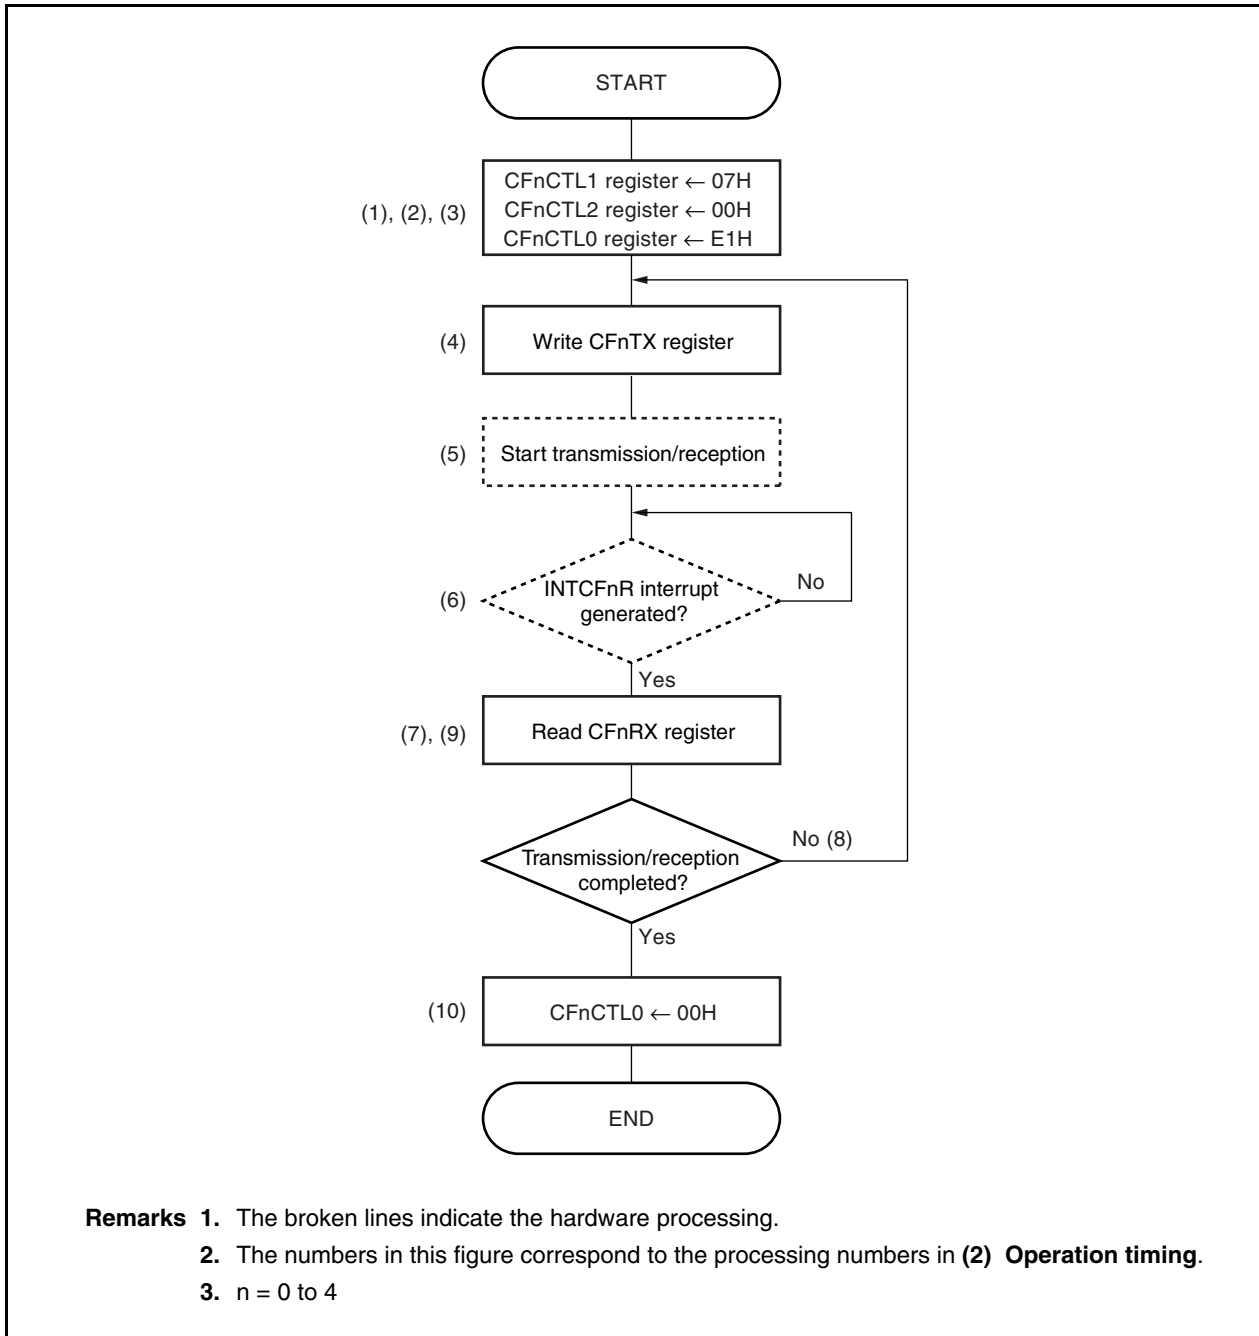 START
(1), (2), (3)
CFnCTL1 register ← 07H
CFnCTL2 register ← 00H
CFnCTL0 register ← E1H
(4)
Write CFnTX register
(5)
Start transmission/reception
(6)
INTCFnR interrupt
generated?
No
Yes
(7), (9)
Read CFnRX register
Transmission/reception
completed?
No (8)
Yes
(10)
CFnCTL0 ← 00H
END
Remarks 1. The broken lines indicate the hardware processing.
2. The numbers in this figure correspond to the processing numbers in (2) Operation timing.
3. n = 0 to 4